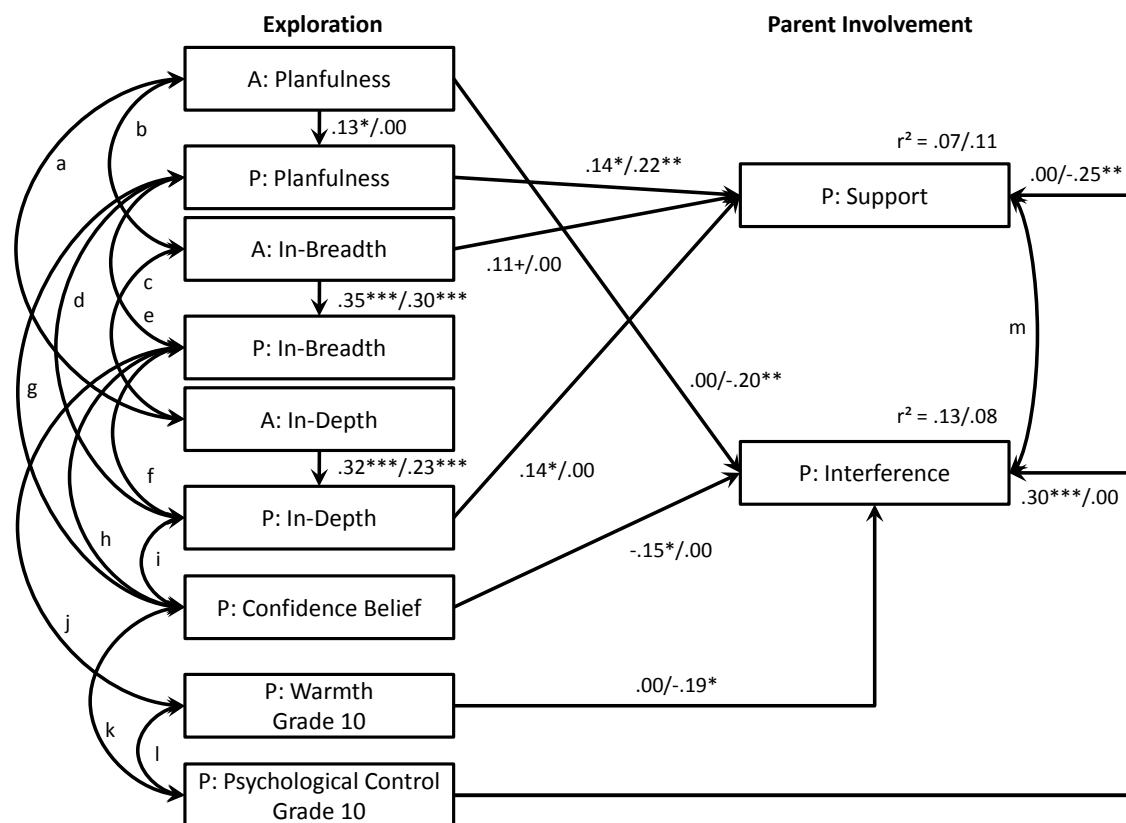 Exploration
Parent Involvement
A: Planfulness
b
.13*/.00
r² = .07/.11
a
P: Planfulness
.14*/.22**
P: Support
.00/-.25**
A: In-Breadth
.11+/.00
c
d
e
.35***/.30***
m
P: In-Breadth
g
.00/-.20**
A: In-Depth
r² = .13/.08
f
.32***/.23***
.14*/.00
P: Interference
.30***/.00
P: In-Depth
h
i
-.15*/.00
P: Confidence Belief
j
P: Warmth
Grade 10
.00/-.19*
k
l
P: Psychological Control
Grade 10